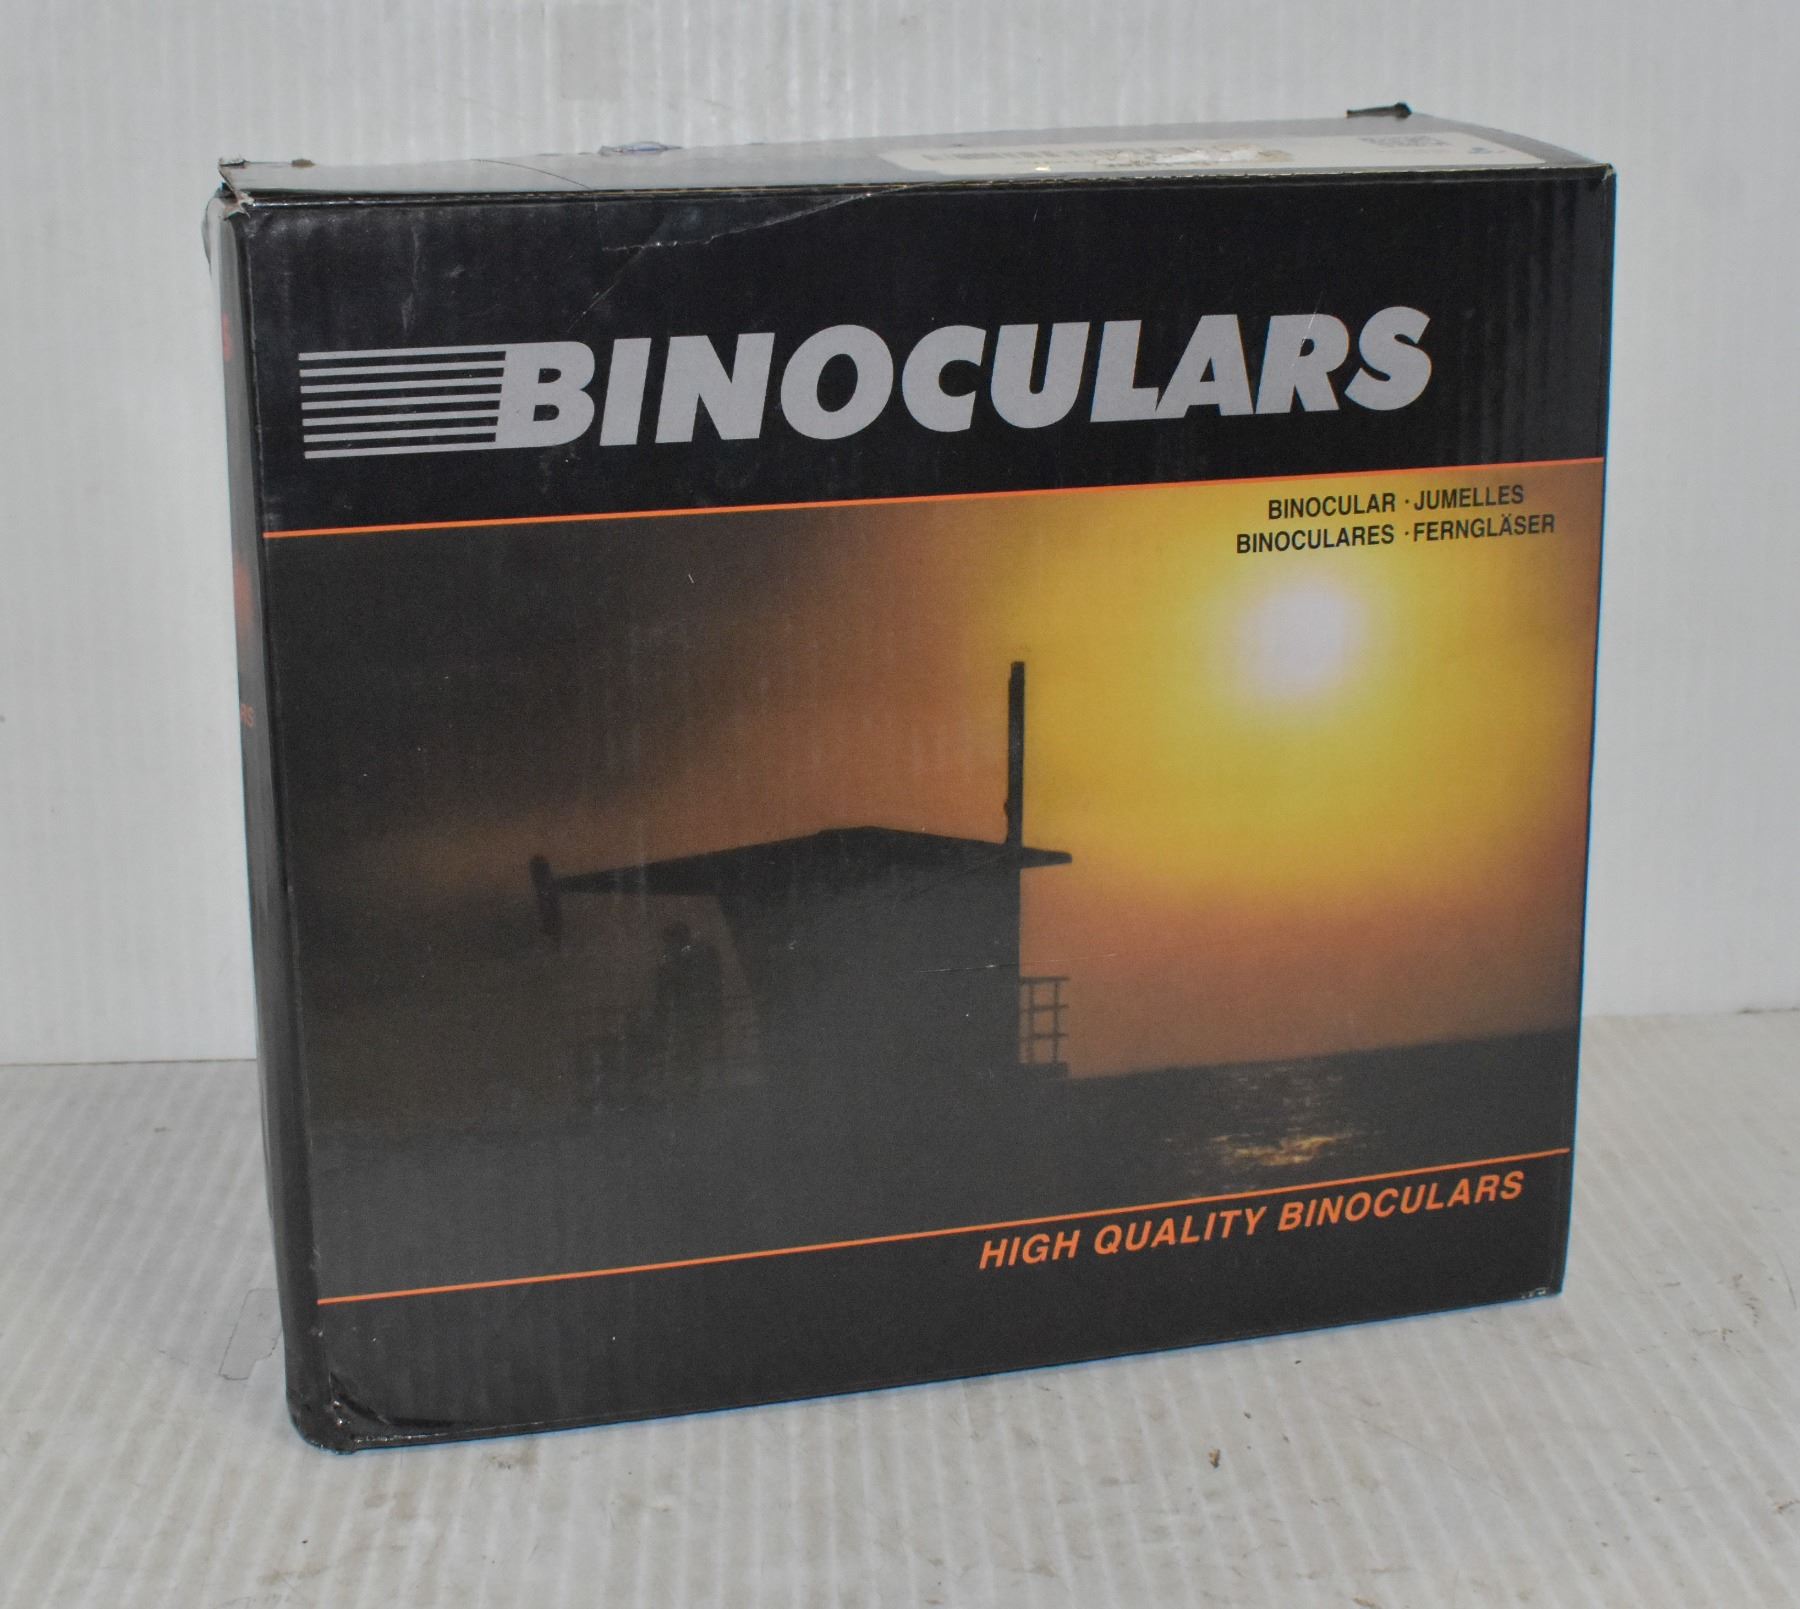 BINOCULARS
BINOCULAR · JUMELLES
BINOCULARES · FERNGLÄSER
HIGH QUALITY BINOCULARS